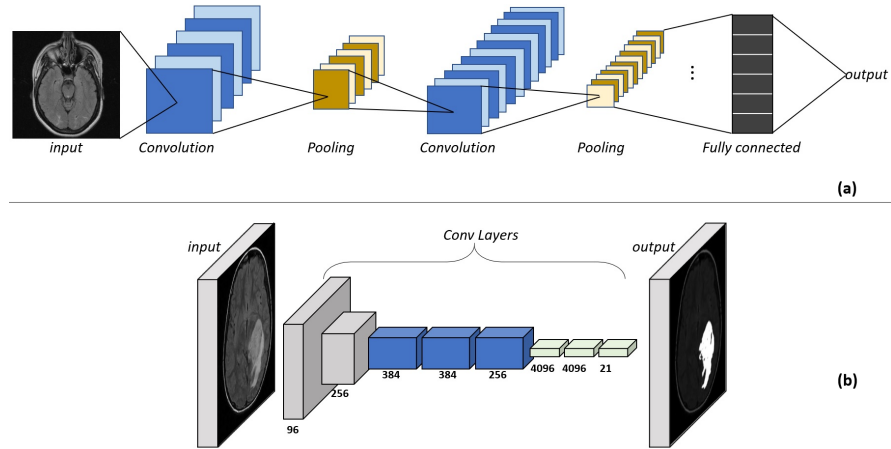 input
Convolution
Pooling
Convolution
Pooling
⋮
Fully connected
output
(a)
input
Conv Layers
output
96
256
384
384
256
4096
4096
21
(b)